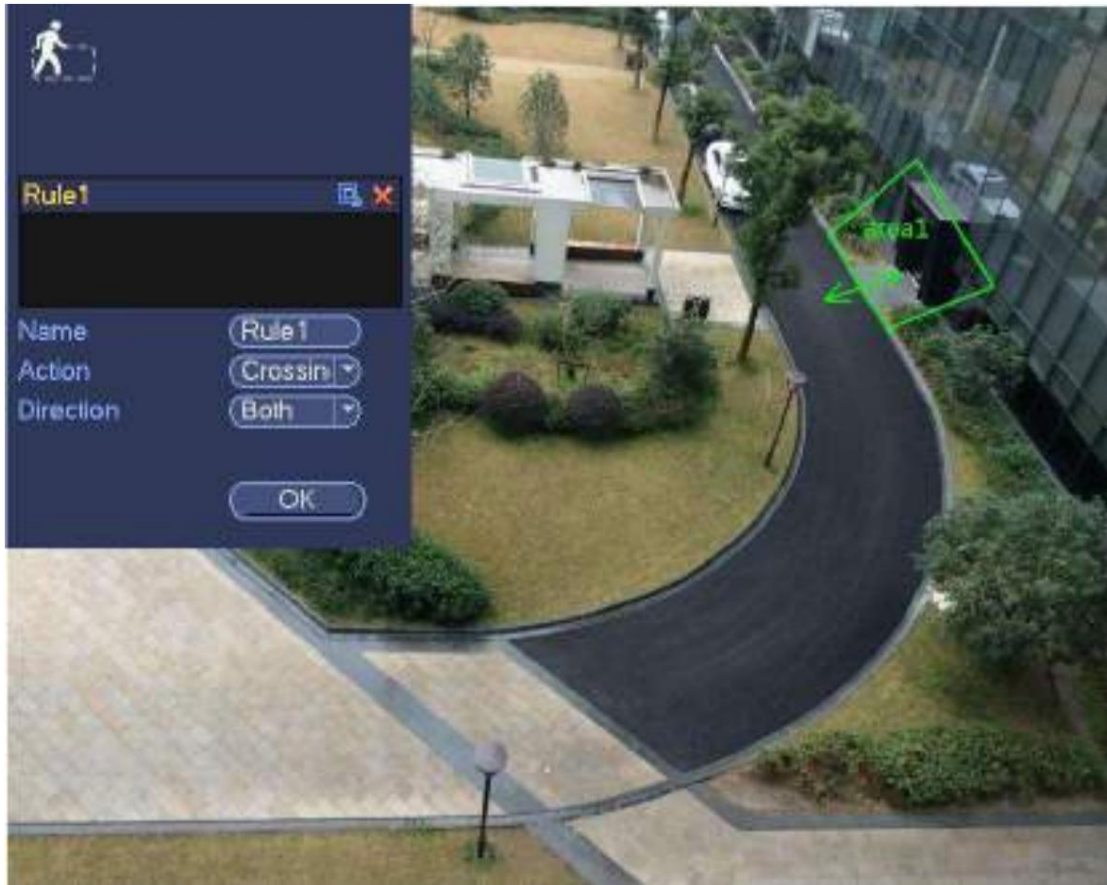 Rule1
Name
Rule1
Action
Crossin
Direction
Both
OK
area1